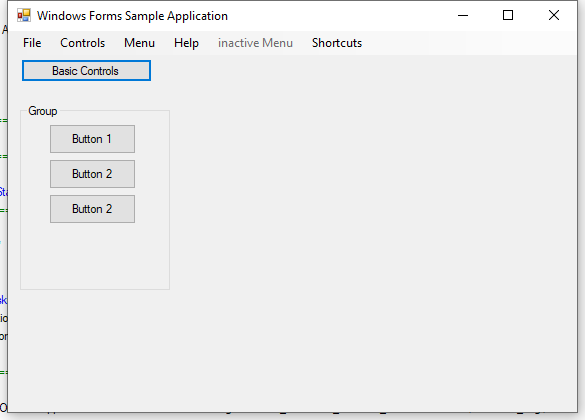 Windows Forms Sample Application
File Controls Menu Help inactive Menu Shortcuts
Basic Controls
Group
Button 1
Button 2
Button 2